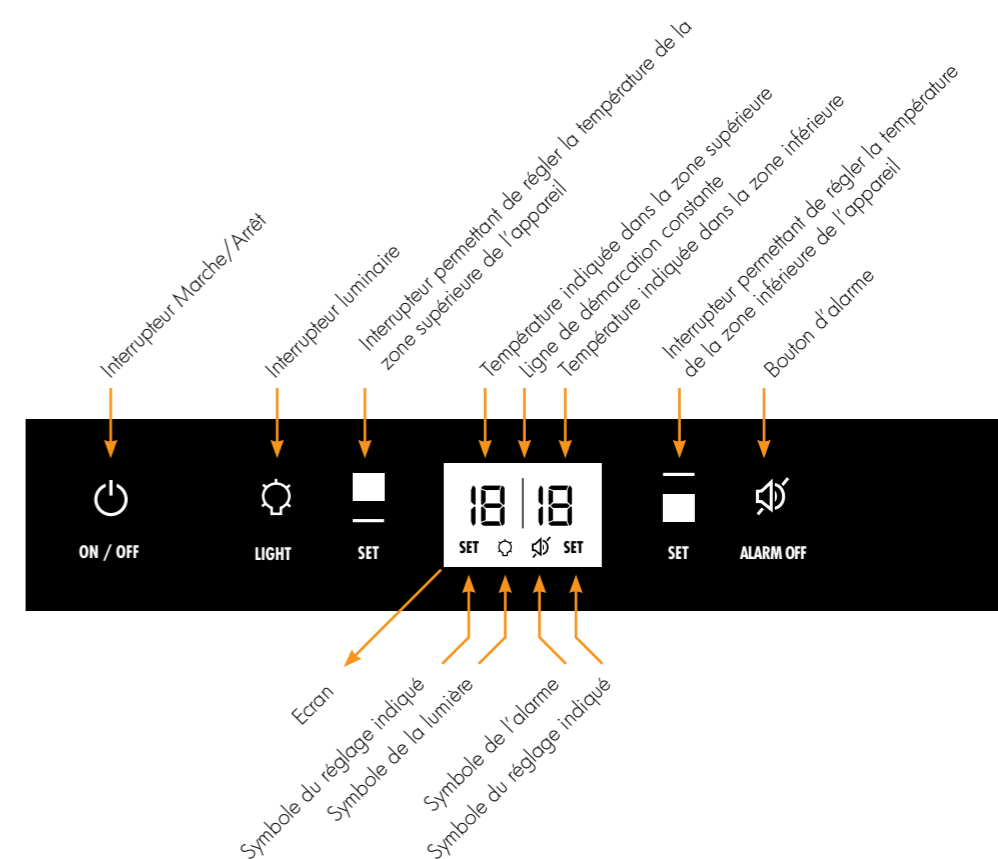 Interrupteur Marche/Arrêt
Interrupteur luminaire
Interrupteur permettant de régler la température de la
zone supérieure de l'appareil
Température indiquée dans la zone supérieure
Ligne de démarcation constante
Température indiquée dans la zone inférieure
Interrupteur permettant de régler la température
de la zone inférieure de l'appareil
Bouton d'alarme
18 18
SET SET
ON / OFF
LIGHT
SET
SET
ALARM OFF
Ecran
Symbole du réglage indiqué
Symbole de la lumière
Symbole de l'alarme
Symbole du réglage indiqué